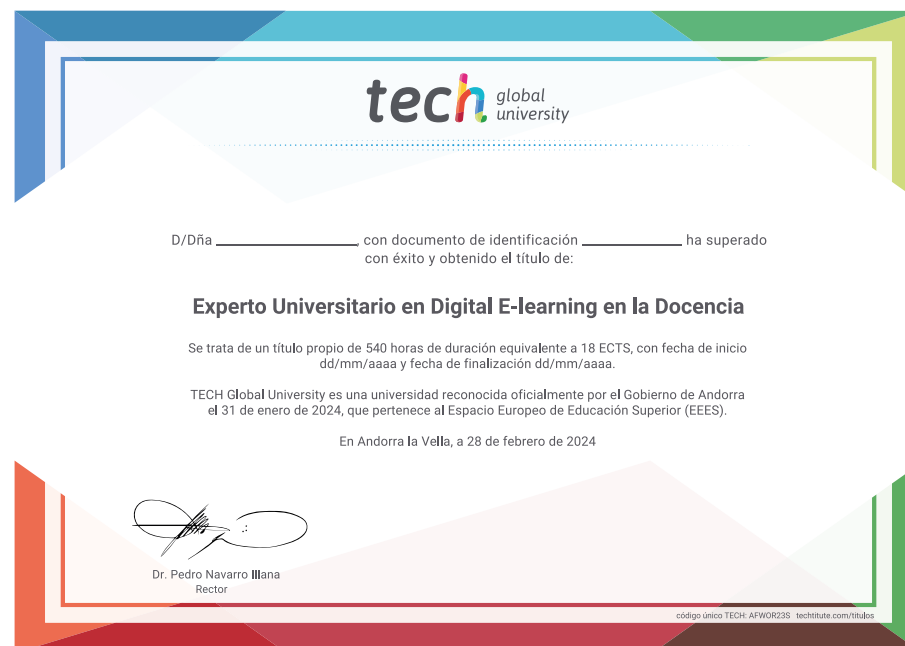 tech global
university
D/Dña ______________, con documento de identificación __________ ha superado
con éxito y obtenido el título de:
Experto Universitario en Digital E-learning en la Docencia
Se trata de un título propio de 540 horas de duración equivalente a 18 ECTS, con fecha de inicio
dd/mm/aaaa y fecha de finalización dd/mm/aaaa.
TECH Global University es una universidad reconocida oficialmente por el Gobierno de Andorra
el 31 de enero de 2024, que pertenece al Espacio Europeo de Educación Superior (EEES).
En Andorra la Vella, a 28 de febrero de 2024
Dr. Pedro Navarro Illana
Rector
código único TECH: AFWOR23S techtitute.com/titulos